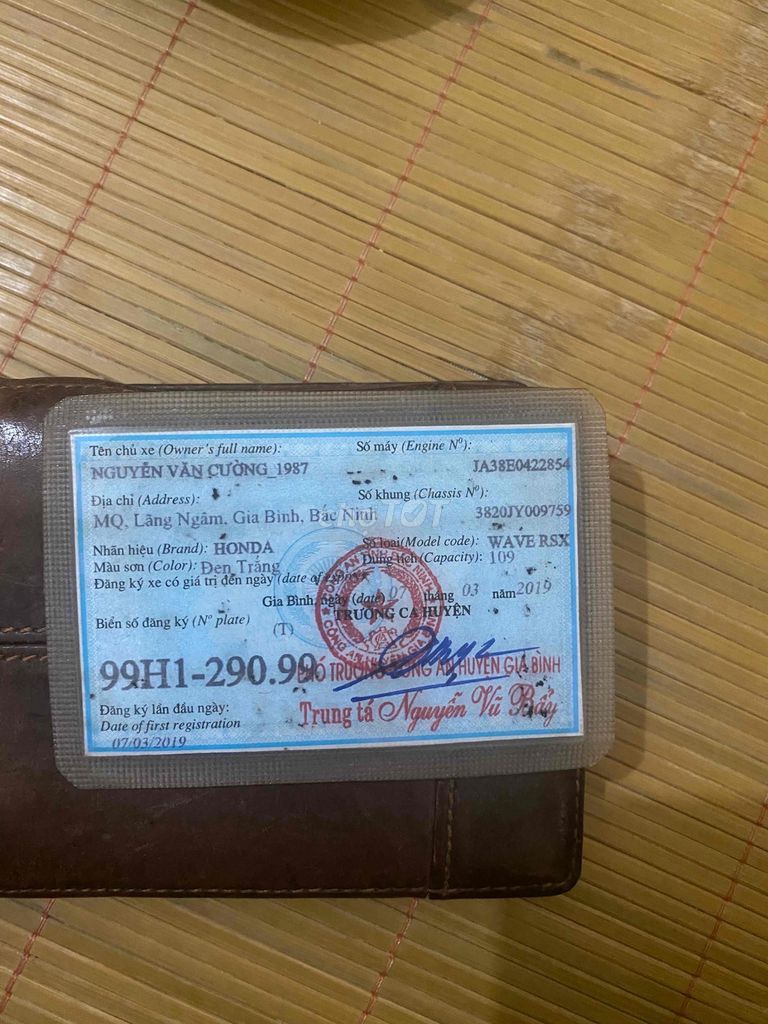 Tên chủ xe (Owner's full name):
NGUYỄN VĂN CƯỜNG_1987
Số máy (Engine Nº):
JA38E0422854
Địa chỉ (Address):
MQ, Lãng Ngâm, Gia Bình, Bắc Ninh
Số khung (Chassis Nº):
3820JY009759
Nhãn hiệu (Brand): HONDA
Số loại(Model code): WAVE RSX
Màu sơn (Color): Đen Trắng
Dung tích (Capacity): 109
Đăng ký xe có giá trị đến ngày (date of expiry)
Gia Bình, ngày (date) 07 tháng 03 năm 2019
TRƯỞNG CA HUYỆN
Biển số đăng ký (Nº plate)
(T)
99H1-290.99
PHÓ TRƯỞNG CÔNG AN HUYỆN GIA BÌNH
Trung tá Nguyễn Vũ Bẩy
Đăng ký lần đầu ngày:
Date of first registration
07/03/2019